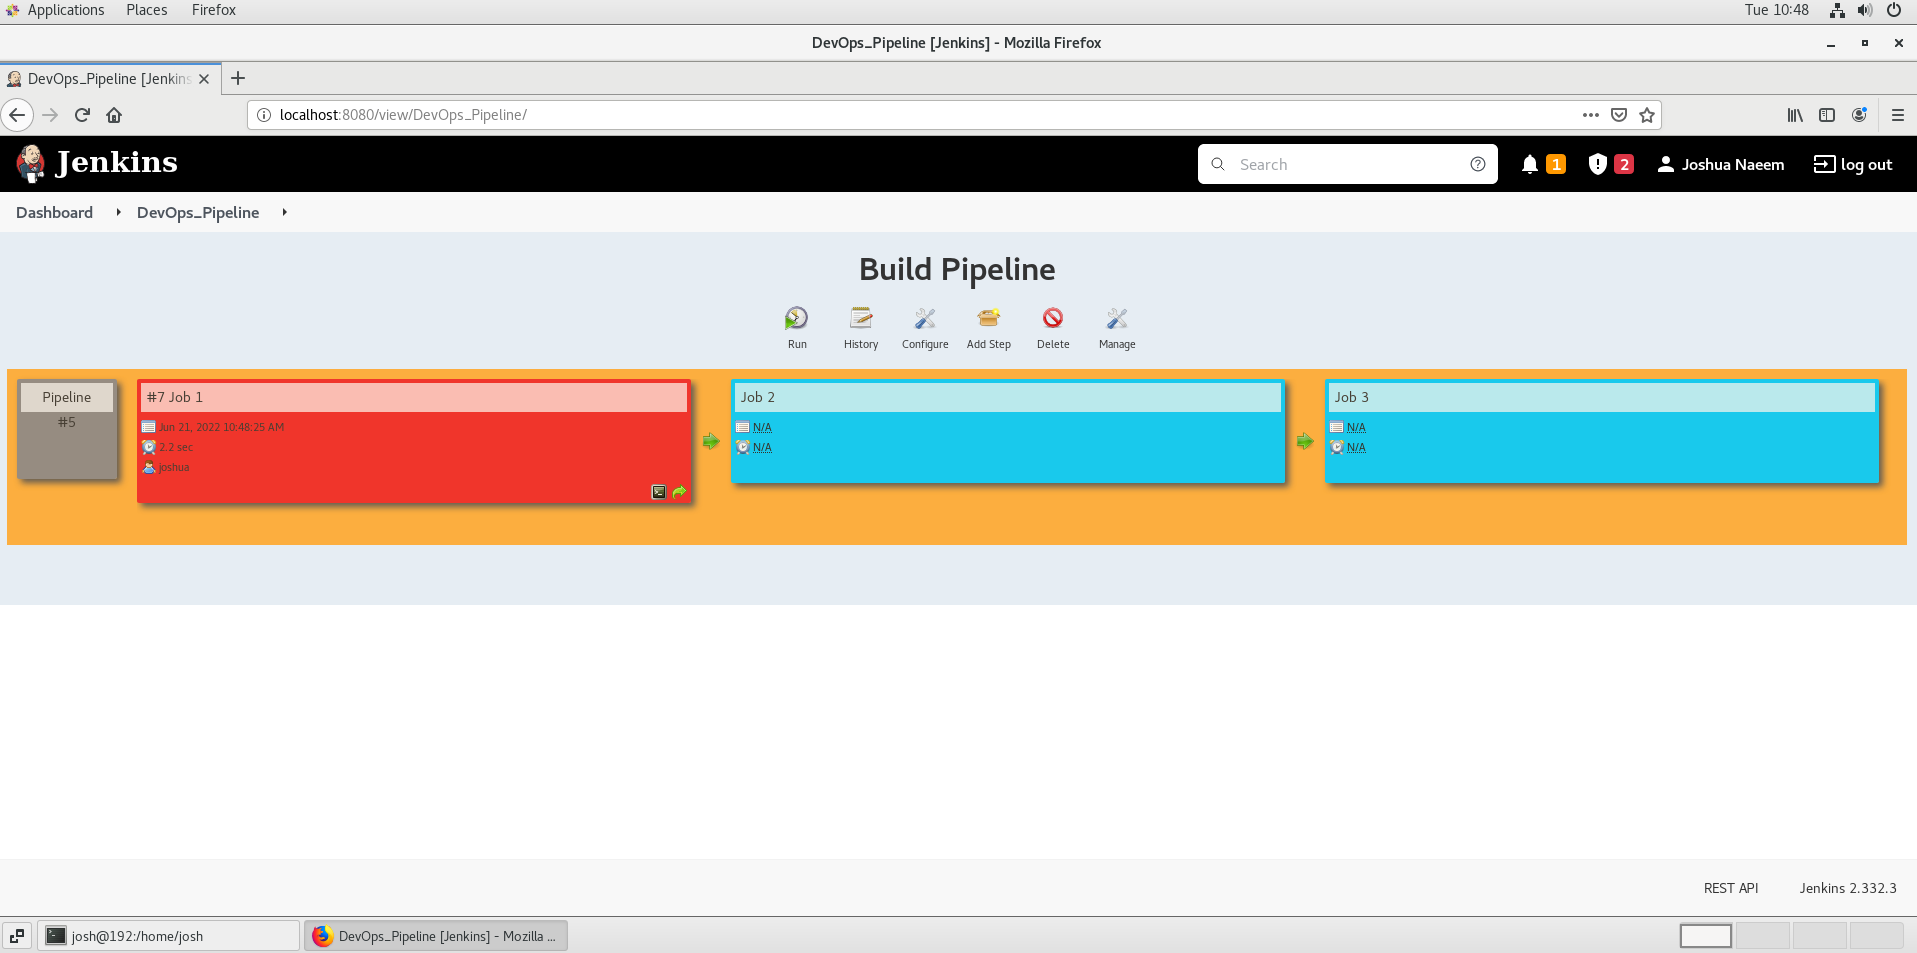 Applications Places Firefox Tue 10:48
DevOps_Pipeline [Jenkins] - Mozilla Firefox
DevOps_Pipeline [Jenkins
localhost:8080/view/DevOps_Pipeline/
Jenkins Search 1 2 Joshua Naeem log out
Dashboard DevOps_Pipeline
Build Pipeline
Run History Configure Add Step Delete Manage
Pipeline #7 Job 1 Job 2 Job 3
#5 Jun 21, 2022 10:48:25 AM N/A N/A
2.2 sec N/A N/A
joshua
REST API Jenkins 2.332.3
josh@192:/home/josh DevOps_Pipeline [Jenkins] - Mozilla ...